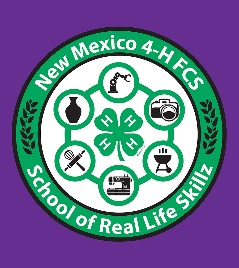 New Mexico 4-H FCS
H H
H H
School of Real Life Skillz